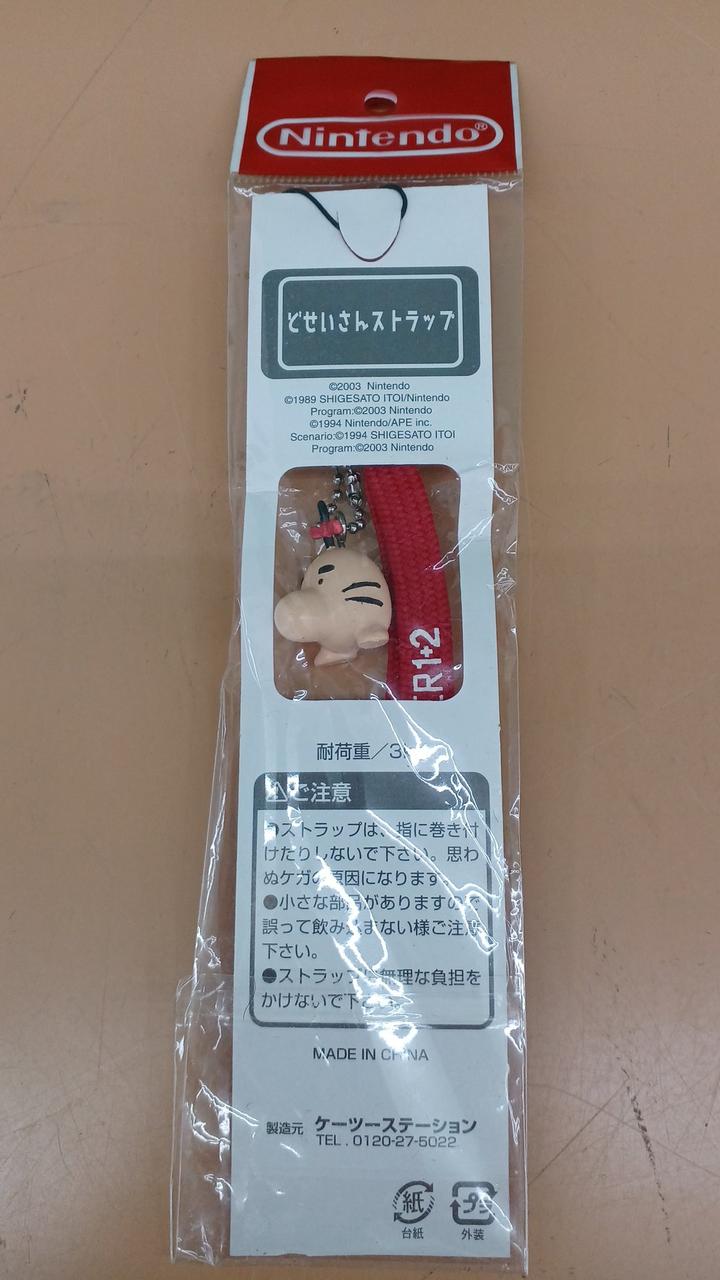 Nintendo®
どせいさんストラップ
©2003 Nintendo
©1989 SHIGESATO ITOI/Nintendo
Program:©2003 Nintendo
©1994 Nintendo/APE inc.
Scenario:©1994 SHIGESATO ITOI
Program:©2003 Nintendo
R1+2
耐荷重／3
ご注意
●ストラップは、指に巻き付
けたりしないで下さい。思わ
ぬケガの原因になります。
●小さな部品がありますので
誤って飲み込まない様ご注意
下さい。
●ストラップに無理な負担を
かけないで下さい。
MADE IN CHINA
製造元 ケーツーステーション
TEL . 0120-27-5022
紙 プラ
台紙 外装